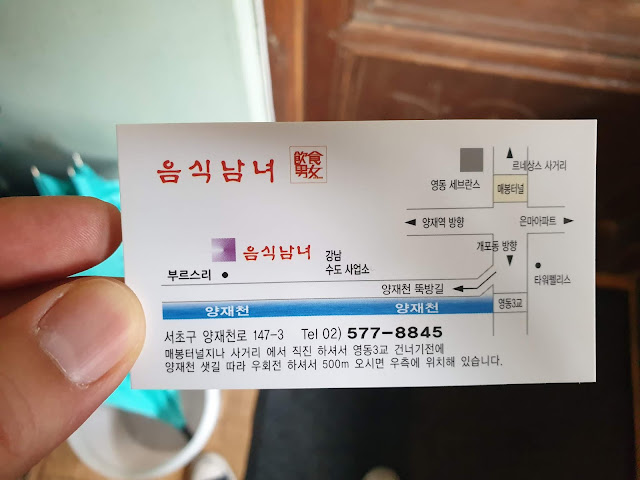 음식남녀
飮食
男女
르네상스 사거리
영동 세브란스
매봉터널
양재역 방향
은마아파트
개포동 방향
음식남녀
강남
수도 사업소
부르스리
타워펠리스
양재천 뚝방길
양재천
양재천
영동3교
서초구 양재천로 147-3 Tel 02) 577-8845
매봉터널지나 사거리 에서 직진 하셔서 영동3교 건너기전에
양재천 샛길 따라 우회전 하셔서 500m 오시면 우측에 위치해 있습니다.